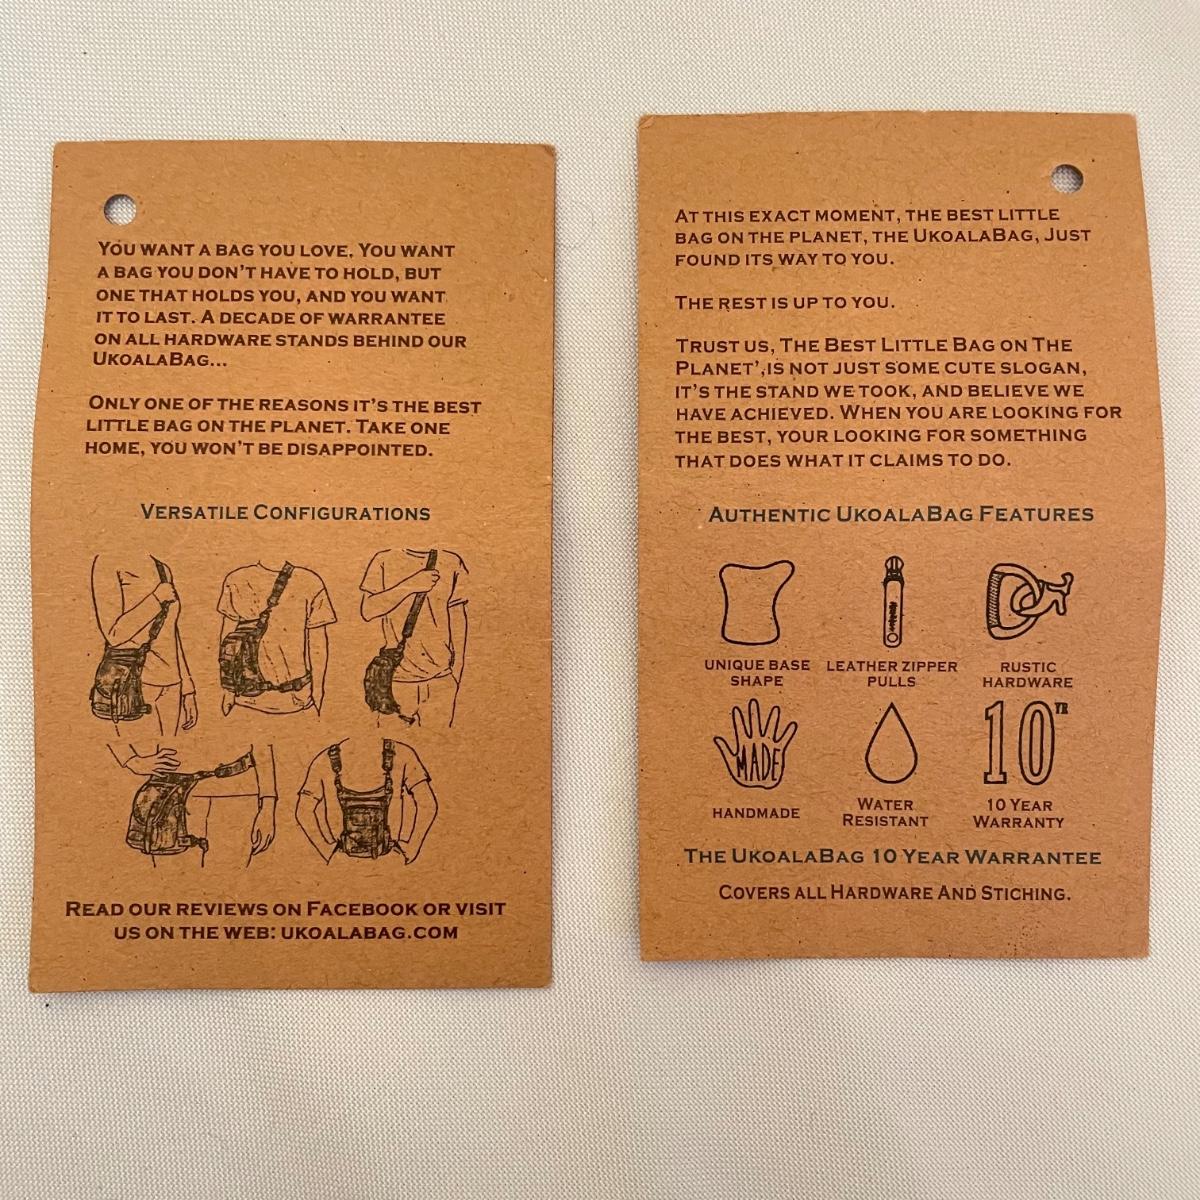 You want a bag you love. You want
a bag you don't have to hold, but
one that holds you, and you want
it to last. A decade of warrantee
on all hardware stands behind our
UkoalaBag...
Only one of the reasons it's the best
little bag on the planet. Take one
home, you won't be disappointed.
Versatile Configurations
Read our reviews on Facebook or visit
us on the web: ukoalabag.com
At this exact moment, the best little
bag on the planet, the UkoalaBag, Just
found its way to you.
The rest is up to you.
Trust us, The Best Little Bag on The
Planet', is not just some cute slogan,
it's the stand we took, and believe we
have achieved. When you are looking for
the best, your looking for something
that does what it claims to do.
Authentic UkoalaBag Features
unique base
shape
leather zipper
pulls
rustic
hardware
MADE
handmade
Water
Resistant
10YR
10 Year
Warranty
The UkoalaBag 10 Year Warrantee
Covers all Hardware And Stiching.